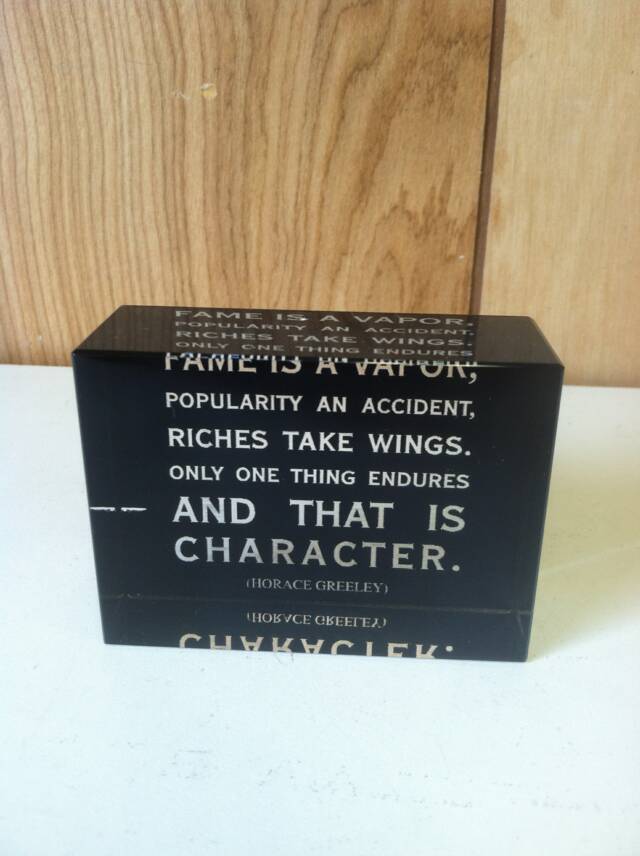 FAME IS A VAPOR,
POPULARITY AN ACCIDENT,
RICHES TAKE WINGS.
ONLY ONE THING ENDURES
AND THAT IS
CHARACTER.
(HORACE GREELEY)